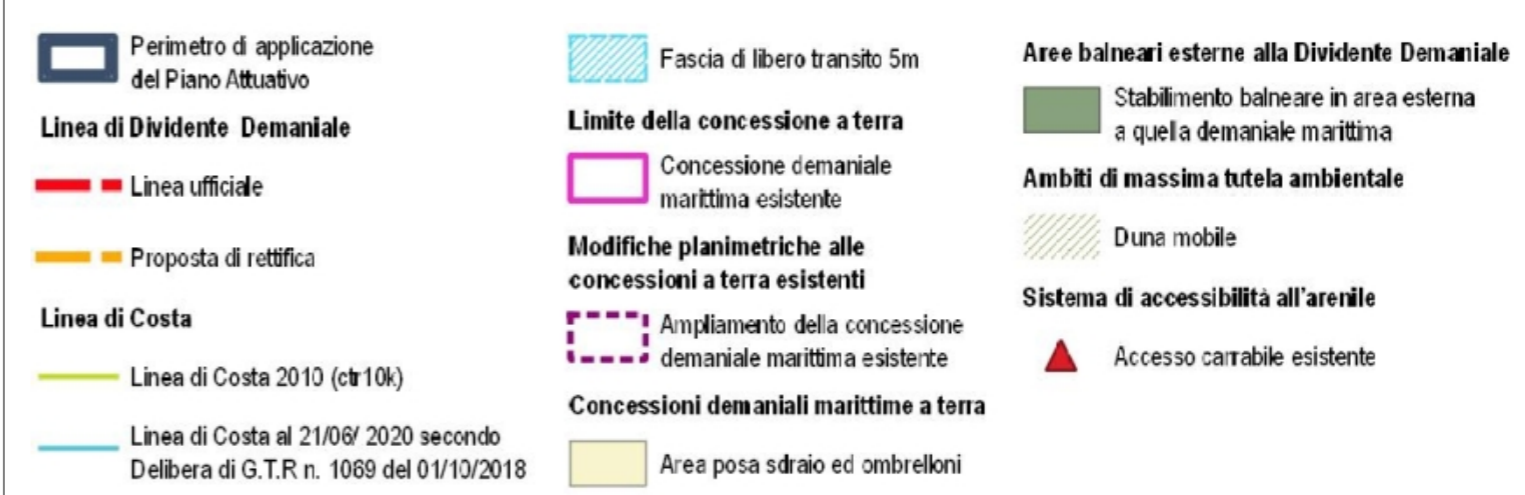 Perimetro di applicazione
del Piano Attuativo
Linea di Dividente Demaniale
Linea ufficiale
Proposta di rettifica
Linea di Costa
Linea di Costa 2010 (ctr10k)
Linea di Costa al 21/06/ 2020 secondo
Delibera di G.T.R n. 1069 del 01/10/2018
Fascia di libero transito 5m
Limite della concessione a terra
Concessione demaniale
marittima esistente
Modifiche planimetriche alle
concessioni a terra esistenti
Ampliamento della concessione
demaniale marittima esistente
Concessioni demaniali marittime a terra
Area posa sdraio ed ombrelloni
Aree balneari esterne alla Dividente Demaniale
Stabilimento balneare in area esterna
a quella demaniale marittima
Ambiti di massima tutela ambientale
Duna mobile
Sistema di accessibilità all'arenile
Accesso carrabile esistente